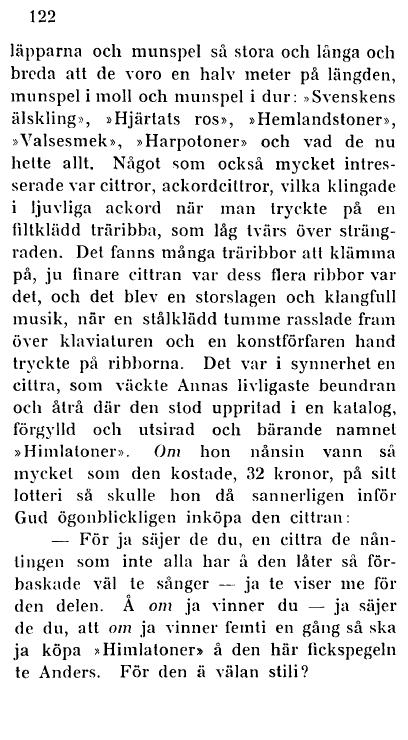 122
läpparna och munspel så stora och långa och
breda att de voro en halv meter på längden,
munspel i moll och munspel i dur: »Svenskens
älskling», »Hjärtats ros», »Hemlandstoner»,
»Valsesmek», »Harpotoner» och vad de nu
hette allt. Något som också mycket intres-
serade var cittror, ackordcittror, vilka klingade
i ljuvliga ackord när man tryckte på en
filtklädd träribba, som låg tvärs över sträng-
raden. Det fanns många träribbor att klämma
på, ju finare cittran var dess flera ribbor var
det, och det blev en storslagen och klangfull
musik, när en stålklädd tumme rasslade fram
över klaviaturen och en konstförfaren hand
tryckte på ribborna. Det var i synnerhet en
cittra, som väckte Annas livligaste beundran
och åtrå där den stod uppritad i en katalog,
förgylld och utsirad och bärande namnet
»Himlatoner». Om hon nånsin vann så
mycket som den kostade, 32 kronor, på sitt
lotteri så skulle hon då sannerligen inför
Gud ögonblickligen inköpa den cittran:
— För ja säjer de du, en cittra de nån-
tingen som inte alla har å den låter så för-
baskade väl te sånger — ja te viser me för
den delen. Å om ja vinner du — ja säjer
de du, att om ja vinner femti en gång så ska
ja köpa »Himlatoner» å den här fickspegeln
te Anders. För den ä välan stili?